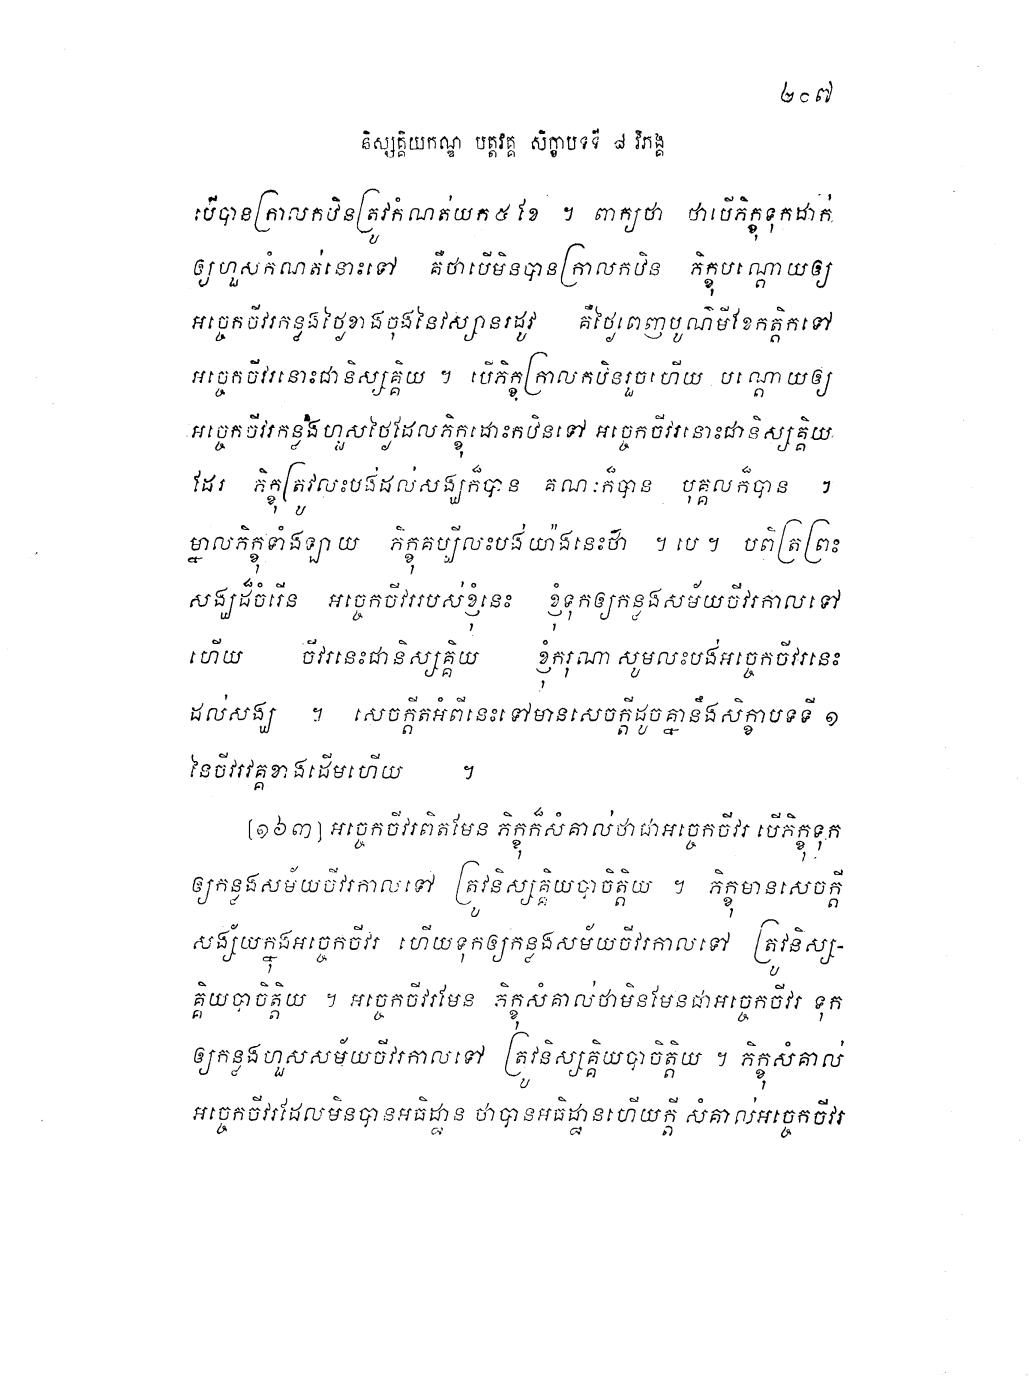 ២០៧
និស្សគ្គិយកណ្ឌ បត្តវគ្គ សិក្ខាបទទី ៨ វិភង្គ
បើបានក្រាលកឋិនត្រូវកំណត់យក ៥ ខែ ។ ពាក្យថា ថាបើភិក្ខុទុកដាក់
ឲ្យហួសកំណត់នោះទៅ គឺថាបើមិនបានក្រាលកឋិន ភិក្ខុបណ្តោយឲ្យ
អច្ចេកចីវរកន្លងថ្ងៃខាងចុងនៃវស្សានរដូវ គឺថ្ងៃពេញបូណ៌មីខែកត្តិកទៅ
អច្ចេកចីវរនោះជានិស្សគ្គិយ ។ បើភិក្ខុក្រាលកឋិនរួចហើយ បណ្តោយឲ្យ
អច្ចេកចីវរកន្លងហួសថ្ងៃដែលភិក្ខុដោះកឋិនទៅ អច្ចេកចីវរនោះជានិស្សគ្គិយ
ដែរ ភិក្ខុត្រូវលះបង់ដល់សង្ឃក៏បាន គណៈក៏បាន បុគ្គលក៏បាន ។
ម្នាលភិក្ខុទាំងឡាយ ភិក្ខុគប្បីលះបង់យ៉ាងនេះថា ។ បេ ។ បពិត្រព្រះ
សង្ឃដ៏ចំរើន អច្ចេកចីវររបស់ខ្ញុំនេះ ខ្ញុំទុកឲ្យកន្លងសម័យចីវរកាលទៅ
ហើយ ចីវរនេះជានិស្សគ្គិយ ខ្ញុំករុណា សូមលះបង់អច្ចេកចីវរនេះ
ដល់សង្ឃ ។ សេចក្តីតអំពីនេះទៅមានសេចក្តីដូចគ្នានឹងសិក្ខាបទទី ១
នៃចីវរវគ្គខាងដើមហើយ ។
[១៦៣] អច្ចេកចីវរពិតមែន ភិក្ខុក៏សំគាល់ថាជាអច្ចេកចីវរ បើភិក្ខុទុក
ឲ្យកន្លងសម័យចីវរកាលទៅ ត្រូវនិស្សគ្គិយបាចិត្តិយ ។ ភិក្ខុមានសេចក្តី
សង្ស័យក្នុងអច្ចេកចីវរ ហើយទុកឲ្យកន្លងសម័យចីវរកាលទៅ ត្រូវនិស្ស-
គ្គិយបាចិត្តិយ ។ អច្ចេកចីវរមែន ភិក្ខុសំគាល់ថាមិនមែនជាអច្ចេកចីវរ ទុក
ឲ្យកន្លងហួសសម័យចីវរកាលទៅ ត្រូវនិស្សគ្គិយបាចិត្តិយ ។ ភិក្ខុសំគាល់
អច្ចេកចីវរដែលមិនបានអធិដ្ឋាន ថាបានអធិដ្ឋានហើយក្តី សំគាល់អច្ចេកចីវរ